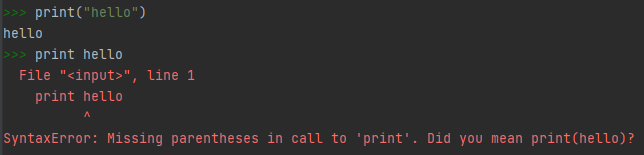 >>> print("hello")
hello
>>> print hello
  File "<input>", line 1
    print hello
          ^
SyntaxError: Missing parentheses in call to 'print'. Did you mean print(hello)?